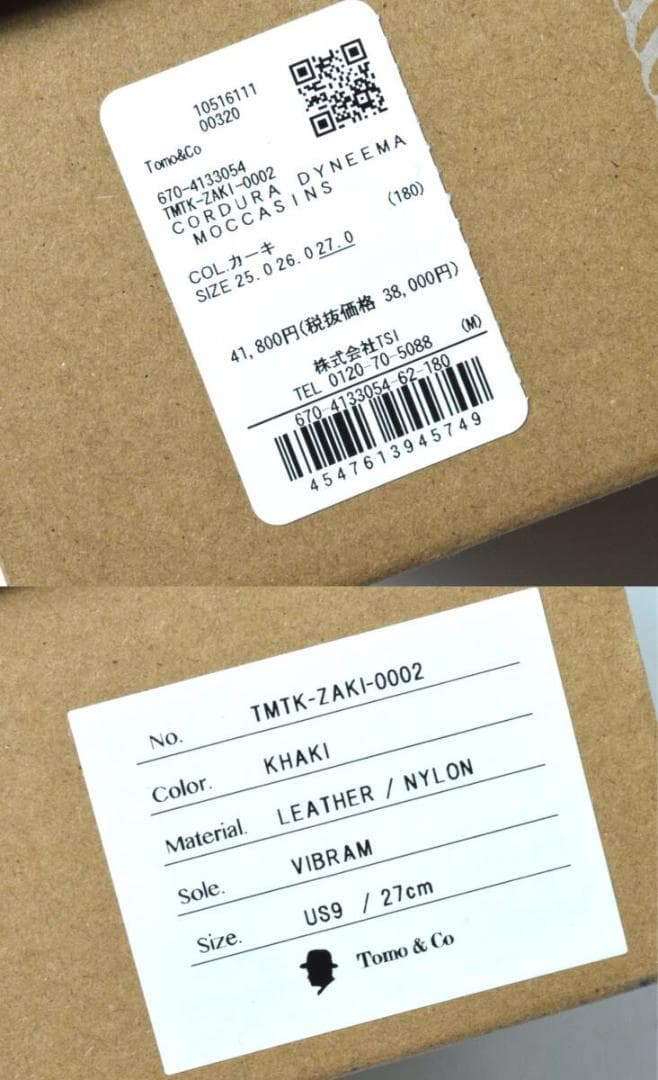 10516111
00320
Tomo&Co
670-4133054
TMTK-ZAKI-0002
CORDURA DYNEEMA
MOCCASINS
(180)
COL.カーキ
SIZE 25.0 26.0 27.0
41,800円(税抜価格 38,000円)
株式会社TSI
TEL 0120-70-5088 (M)
670-4133054-62-180
4547613945749
No. TMTK-ZAKI-0002
Color. KHAKI
Material. LEATHER / NYLON
Sole. VIBRAM
Size. US9 / 27cm
Tomo & Co